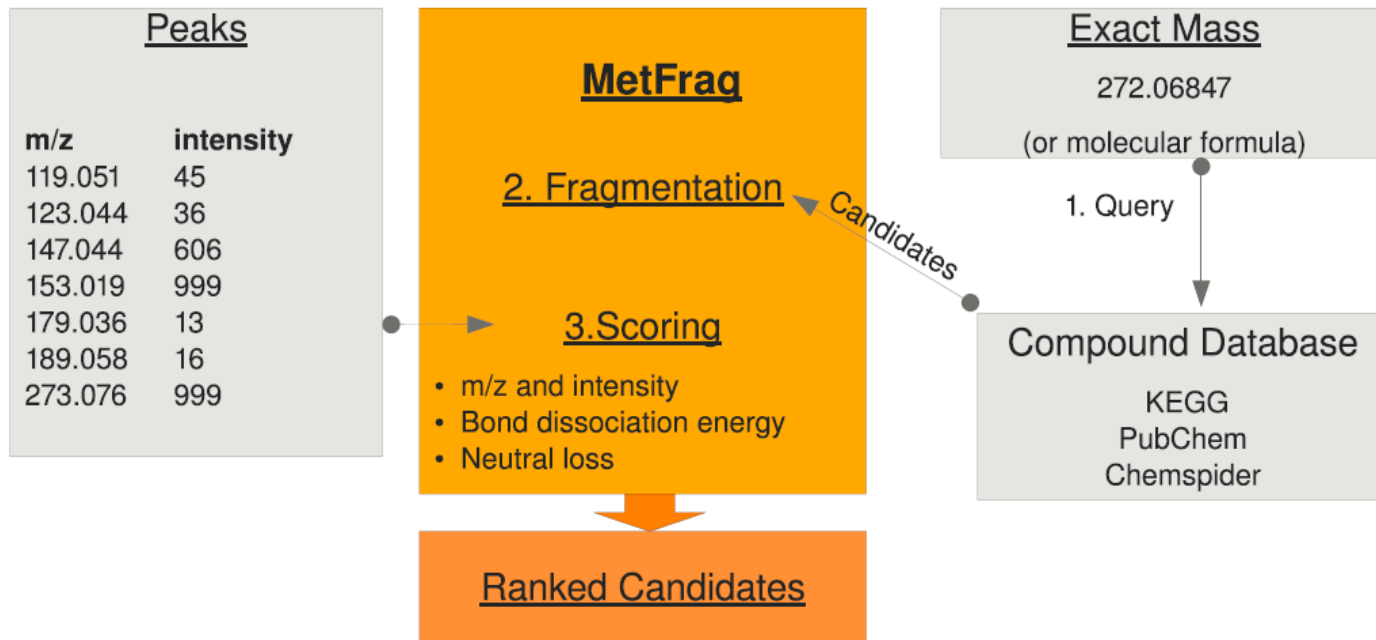 Peaks
m/z intensity
119.051 45
123.044 36
147.044 606
153.019 999
179.036 13
189.058 16
273.076 999
MetFrag
2. Fragmentation
3.Scoring
• m/z and intensity
• Bond dissociation energy
• Neutral loss
Ranked Candidates
Candidates
Exact Mass
272.06847
(or molecular formula)
1. Query
Compound Database
KEGG
PubChem
Chemspider